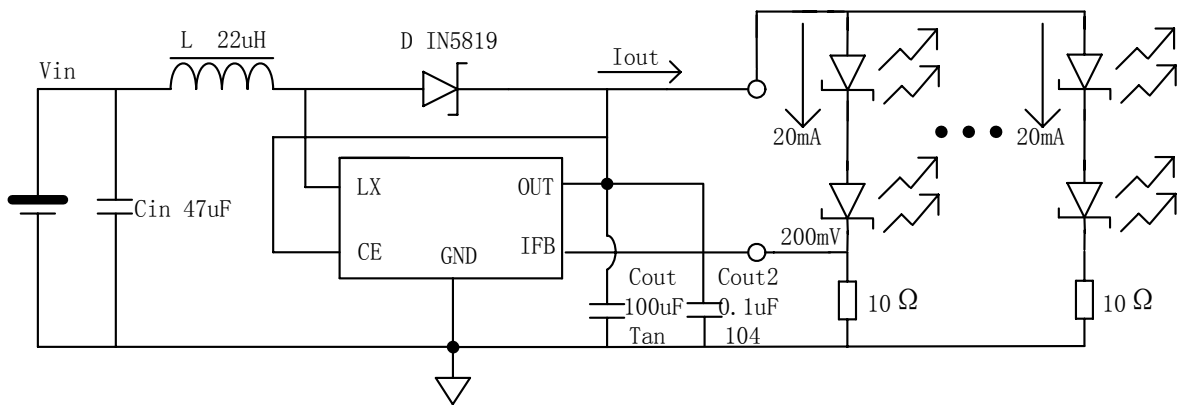 L 22uH
D IN5819
Vin
Iout
20mA
20mA
LX
OUT
Cin 47uF
CE
GND
IFB
200mV
Cout
100uF
Tan
Cout2
0.1uF
104
10 Ω
10 Ω